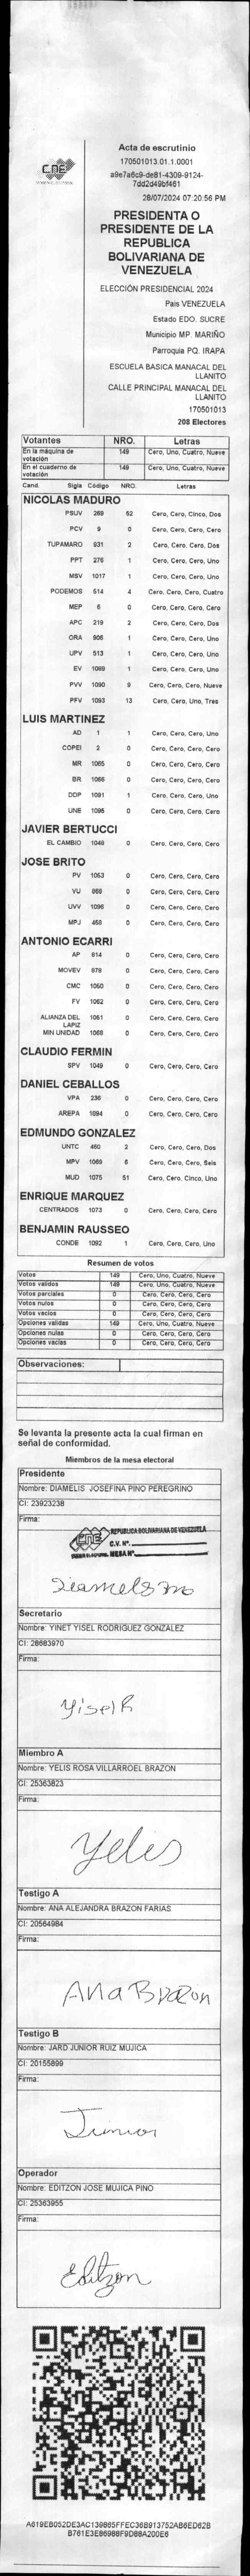 CNE
Acta de escrutinio
170501013.01.1.0001
a9e7a6c9-de81-4309-9124-
7dd2d49bf461
28/07/2024 07:20:56 PM
PRESIDENTA O
PRESIDENTE DE LA
REPUBLICA
BOLIVARIANA DE
VENEZUELA
ELECCIÓN PRESIDENCIAL 2024
Pais VENEZUELA
Estado EDO. SUCRE
Municipio MP. MARIÑO
Parroquia PQ. IRAPA
ESCUELA BASICA MANACAL DEL
LLANITO
CALLE PRINCIPAL MANACAL DEL
LLANITO
170501013
208 Electores
Votantes NRO. Letras
En la máquina de votación 149 Cero, Uno, Cuatro, Nueve
En el cuaderno de votación 149 Cero, Uno, Cuatro, Nueve
Cand. Sigla Código NRO. Letras
NICOLAS MADURO
PSUV 269 52 Cero, Cero, Cinco, Dos
PCV 9 0 Cero, Cero, Cero, Cero
TUPAMARO 931 2 Cero, Cero, Cero, Dos
PPT 276 1 Cero, Cero, Cero, Uno
MSV 1017 1 Cero, Cero, Cero, Uno
PODEMOS 514 4 Cero, Cero, Cero, Cuatro
MEP 6 0 Cero, Cero, Cero, Cero
APC 219 2 Cero, Cero, Cero, Dos
ORA 906 1 Cero, Cero, Cero, Uno
UPV 513 1 Cero, Cero, Cero, Uno
EV 1089 1 Cero, Cero, Cero, Uno
PVV 1090 9 Cero, Cero, Cero, Nueve
PFV 1093 13 Cero, Cero, Uno, Tres
LUIS MARTINEZ
AD 1 1 Cero, Cero, Cero, Uno
COPEI 2 0 Cero, Cero, Cero, Cero
MR 1065 0 Cero, Cero, Cero, Cero
BR 1066 0 Cero, Cero, Cero, Cero
DDP 1091 1 Cero, Cero, Cero, Uno
UNE 1095 0 Cero, Cero, Cero, Cero
JAVIER BERTUCCI
EL CAMBIO 1048 0 Cero, Cero, Cero, Cero
JOSE BRITO
PV 1053 0 Cero, Cero, Cero, Cero
VU 868 0 Cero, Cero, Cero, Cero
UVV 1096 0 Cero, Cero, Cero, Cero
MPJ 458 0 Cero, Cero, Cero, Cero
ANTONIO ECARRI
AP 814 0 Cero, Cero, Cero, Cero
MOVEV 978 0 Cero, Cero, Cero, Cero
CMC 1050 0 Cero, Cero, Cero, Cero
FV 1052 0 Cero, Cero, Cero, Cero
ALIANZA DEL LAPIZ 1051 0 Cero, Cero, Cero, Cero
MIN UNIDAD 1068 0 Cero, Cero, Cero, Cero
CLAUDIO FERMIN
SPV 1049 0 Cero, Cero, Cero, Cero
DANIEL CEBALLOS
VPA 236 0 Cero, Cero, Cero, Cero
AREPA 1094 0 Cero, Cero, Cero, Cero
EDMUNDO GONZALEZ
UNTC 460 2 Cero, Cero, Cero, Dos
MPV 1069 6 Cero, Cero, Cero, Seis
MUD 1075 51 Cero, Cero, Cinco, Uno
ENRIQUE MARQUEZ
CENTRADOS 1073 0 Cero, Cero, Cero, Cero
BENJAMIN RAUSSEO
CONDE 1092 1 Cero, Cero, Cero, Uno
Resumen de votos
Votos 149 Cero, Uno, Cuatro, Nueve
Votos validos 149 Cero, Uno, Cuatro, Nueve
Votos parciales 0 Cero, Cero, Cero, Cero
Votos nulos 0 Cero, Cero, Cero, Cero
Votos vacios 0 Cero, Cero, Cero, Cero
Opciones validas 149 Cero, Uno, Cuatro, Nueve
Opciones nulas 0 Cero, Cero, Cero, Cero
Opciones vacias 0 Cero, Cero, Cero, Cero
Observaciones:
Se levanta la presente acta la cual firman en
señal de conformidad.
Miembros de la mesa electoral
Presidente
Nombre: DIAMELIS JOSEFINA PINO PEREGRINO
CI: 23923238
Firma:
CNE REPUBLICA BOLIVARIANA DE VENEZUELA
C.V. Nº.
MESA Nº
Secretario
Nombre: YINET YISEL RODRIGUEZ GONZALEZ
CI: 28683970
Firma:
Yisel R
Miembro A
Nombre: YELIS ROSA VILLARROEL BRAZON
CI: 25363823
Firma:
Yelis
Testigo A
Nombre: ANA ALEJANDRA BRAZON FARIAS
CI: 20564984
Firma:
Ana Brazon
Testigo B
Nombre: JARD JUNIOR RUIZ MUJICA
CI: 20155899
Firma:
Junior
Operador
Nombre: EDITZON JOSE MUJICA PINO
CI: 25363955
Firma:
Editzon
A619EB052DE3AC139865FFEC36B913752AB6ED62B
B761E3E86988F9D88A200E6